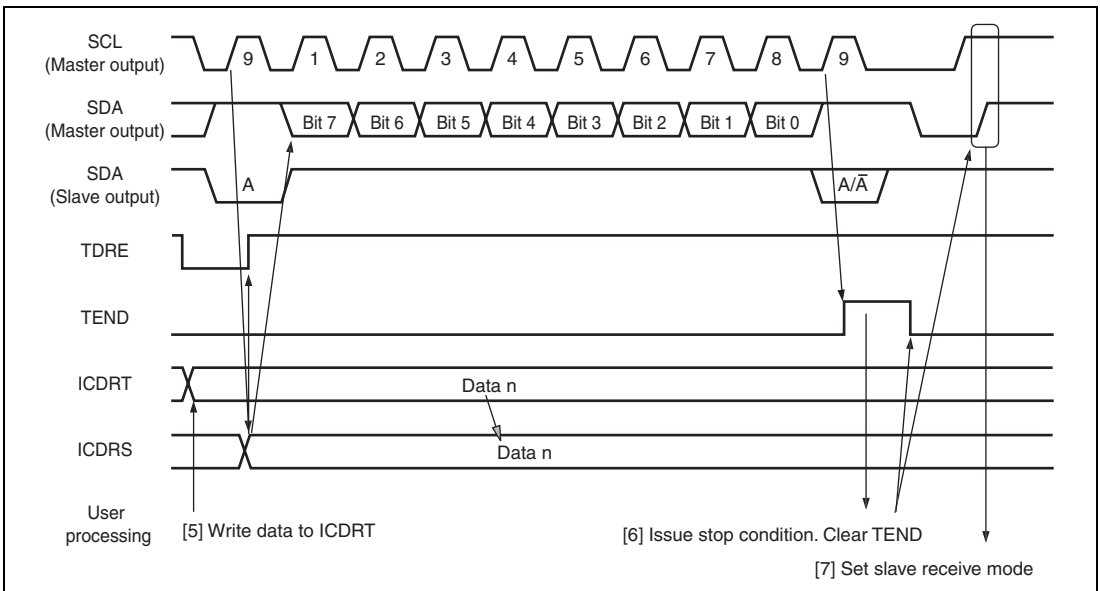 SCL
(Master output)
9 1 2 3 4 5 6 7 8 9
SDA
(Master output)
Bit 7 Bit 6 Bit 5 Bit 4 Bit 3 Bit 2 Bit 1 Bit 0
SDA
(Slave output)
A A/A̅
TDRE
TEND
ICDRT
Data n
ICDRS
Data n
User
processing
[5] Write data to ICDRT
[6] Issue stop condition. Clear TEND
[7] Set slave receive mode